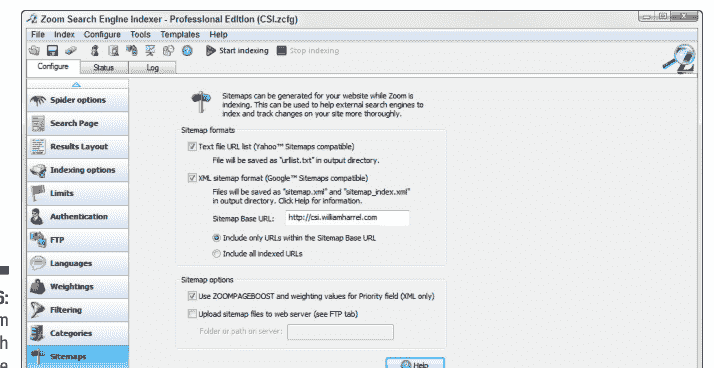 Zoom Search Engine Indexer - Professional Edition (CSI.zcfg)
File Index Configure Tools Templates Help
Start indexing Stop indexing
Configure Status Log
Spider options
Search Page
Results Layout
Indexing options
Limits
Authentication
FTP
Languages
Weightings
Filtering
Categories
Sitemaps
Sitemaps can be generated for your website while Zoom is
indexing. This can be used to help external search engines to
index and track changes on your site more thoroughly.
Sitemap formats
Text file URL list (Yahoo™ Sitemaps compatible)
File will be saved as "urllist.txt" in output directory.
XML sitemap format (Google™ Sitemaps compatible)
Files will be saved as "sitemap.xml" and "sitemap_index.xml"
in output directory. Click Help for information.
Sitemap Base URL: http://csi.williamharrel.com
Include only URLs within the Sitemap Base URL
Include all indexed URLs
Sitemap options
Use ZOOMPAGEBOOST and weighting values for Priority field (XML only)
Upload sitemap files to web server (see FTP tab)
Folder or path on server:
Help